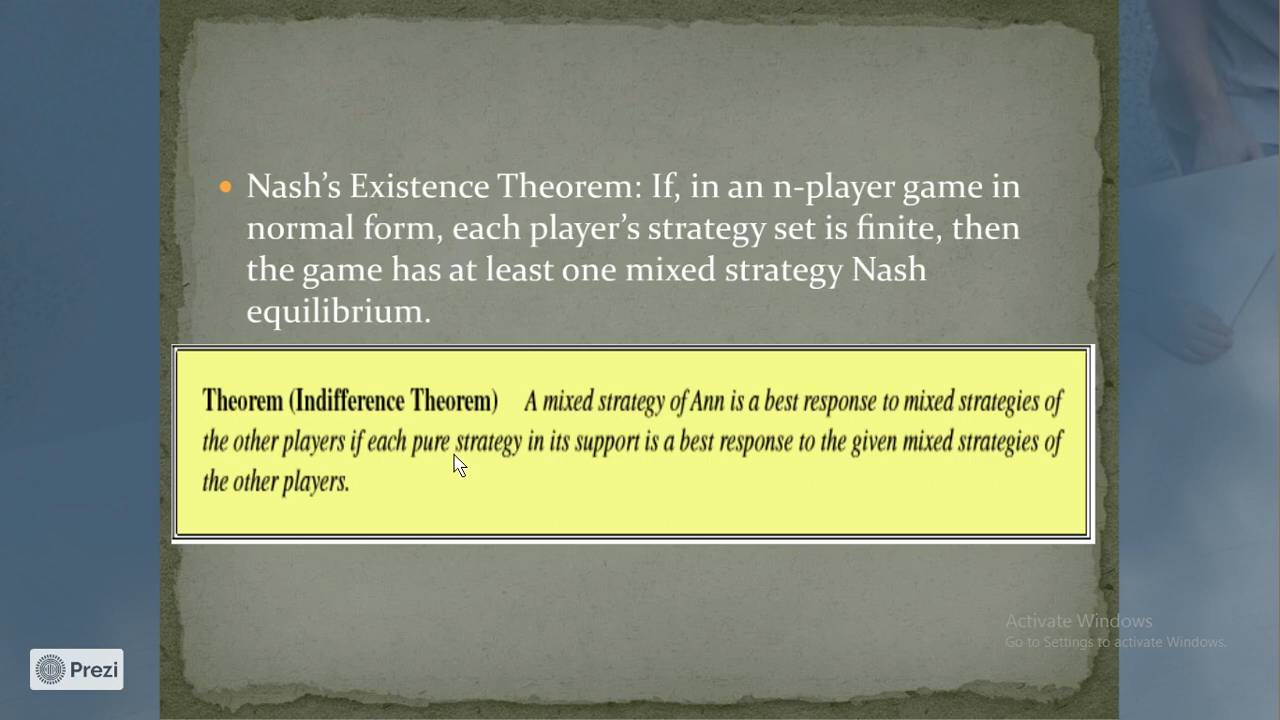 Nash’s Existence Theorem: If, in an n-player game in
normal form, each player’s strategy set is finite, then
the game has at least one mixed strategy Nash
equilibrium.
Theorem (Indifference Theorem) A mixed strategy of Ann is a best response to mixed strategies of
the other players if each pure strategy in its support is a best response to the given mixed strategies of
the other players.
Activate Windows
Go to Settings to activate Windows.
Prezi